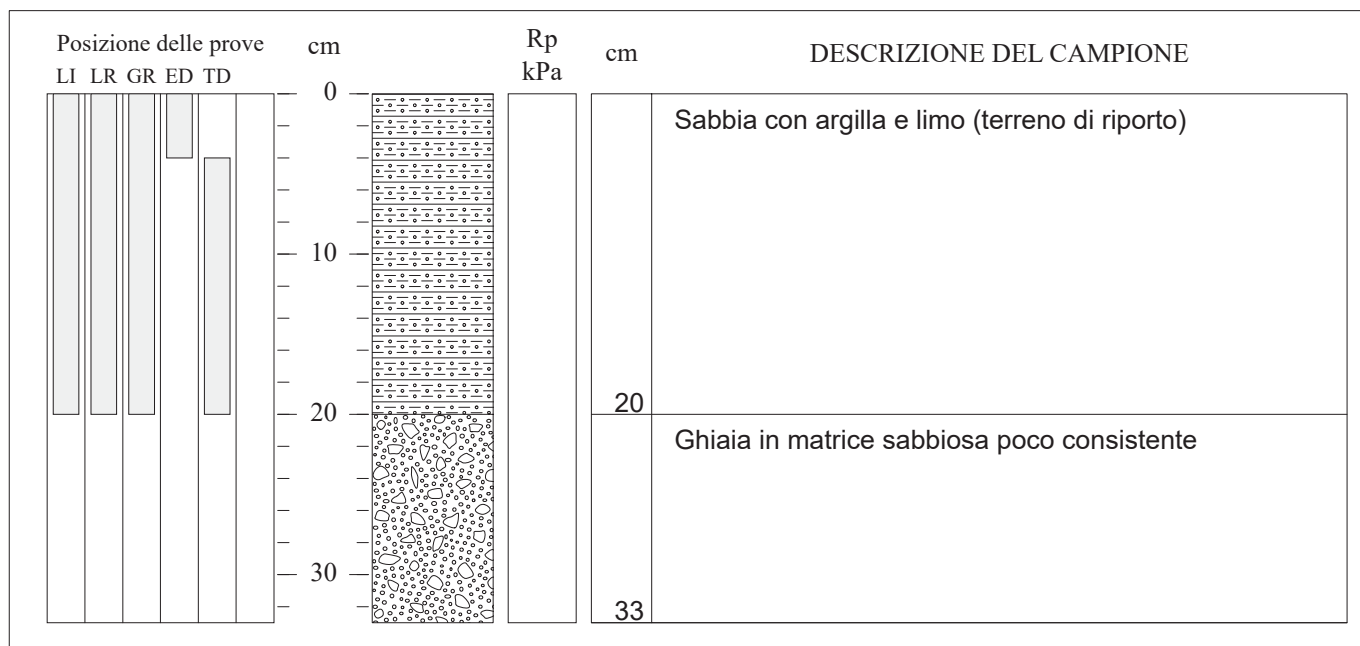 Posizione delle prove
LI LR GR ED TD
cm
Rp
kPa
cm
DESCRIZIONE DEL CAMPIONE
0
Sabbia con argilla e limo (terreno di riporto)
10
20
20
Ghiaia in matrice sabbiosa poco consistente
30
33